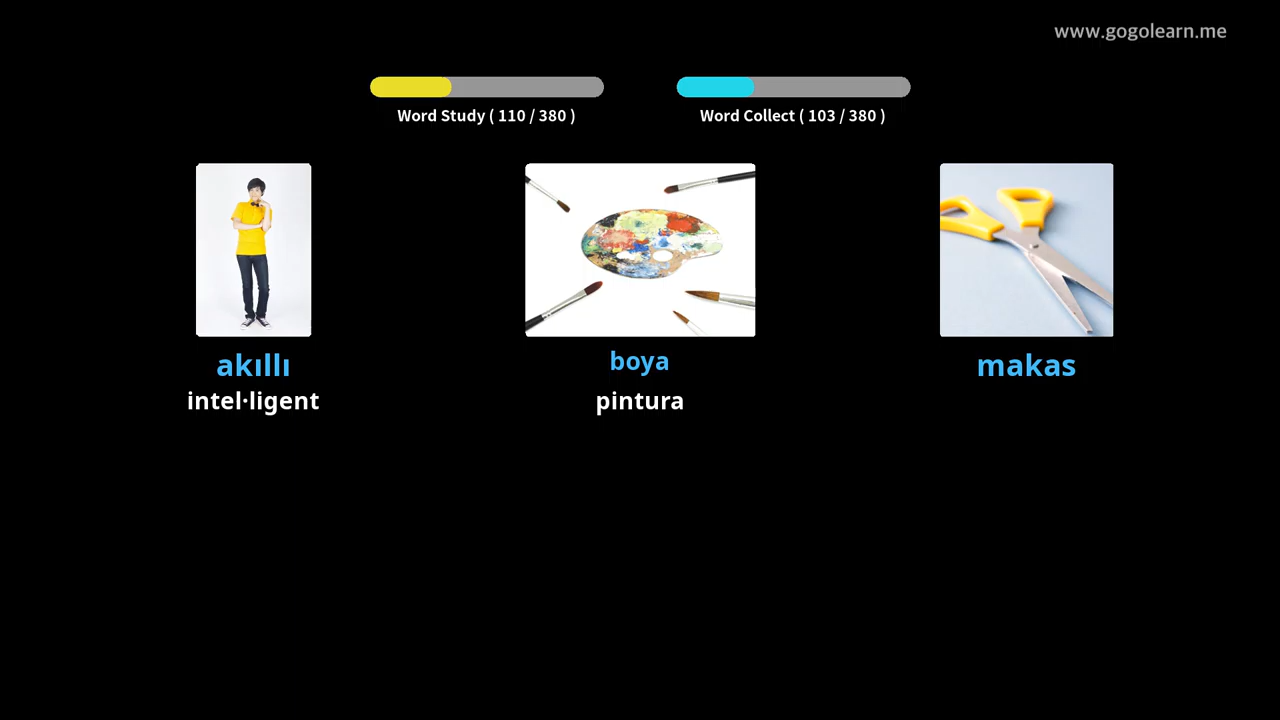 www.gogolearn.me
Word Study ( 110 / 380 )
Word Collect ( 103 / 380 )
akıllı
intel·ligent
boya
pintura
makas